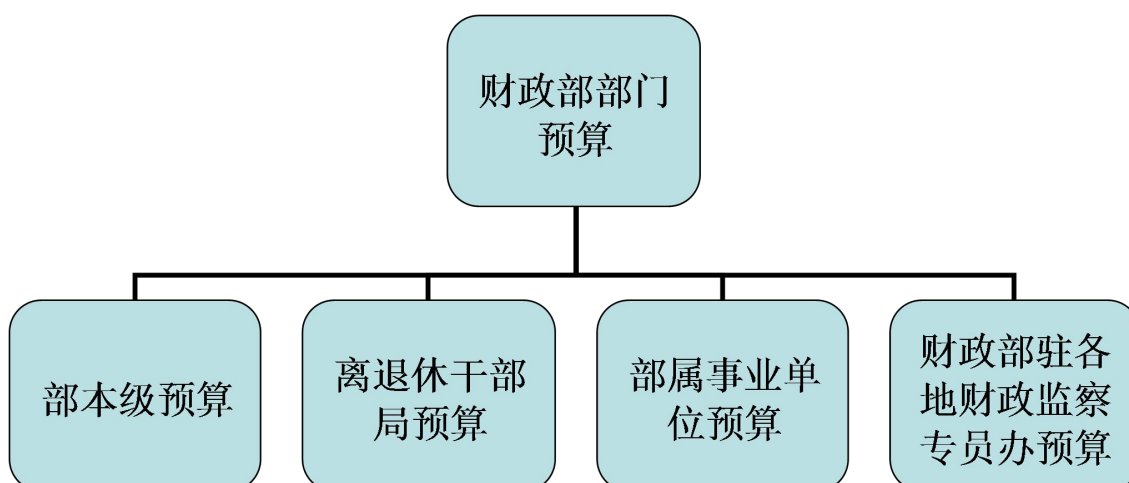 财政部部门
预算
部本级预算
离退休干部
局预算
部属事业单
位预算
财政部驻各
地财政监察
专员办预算